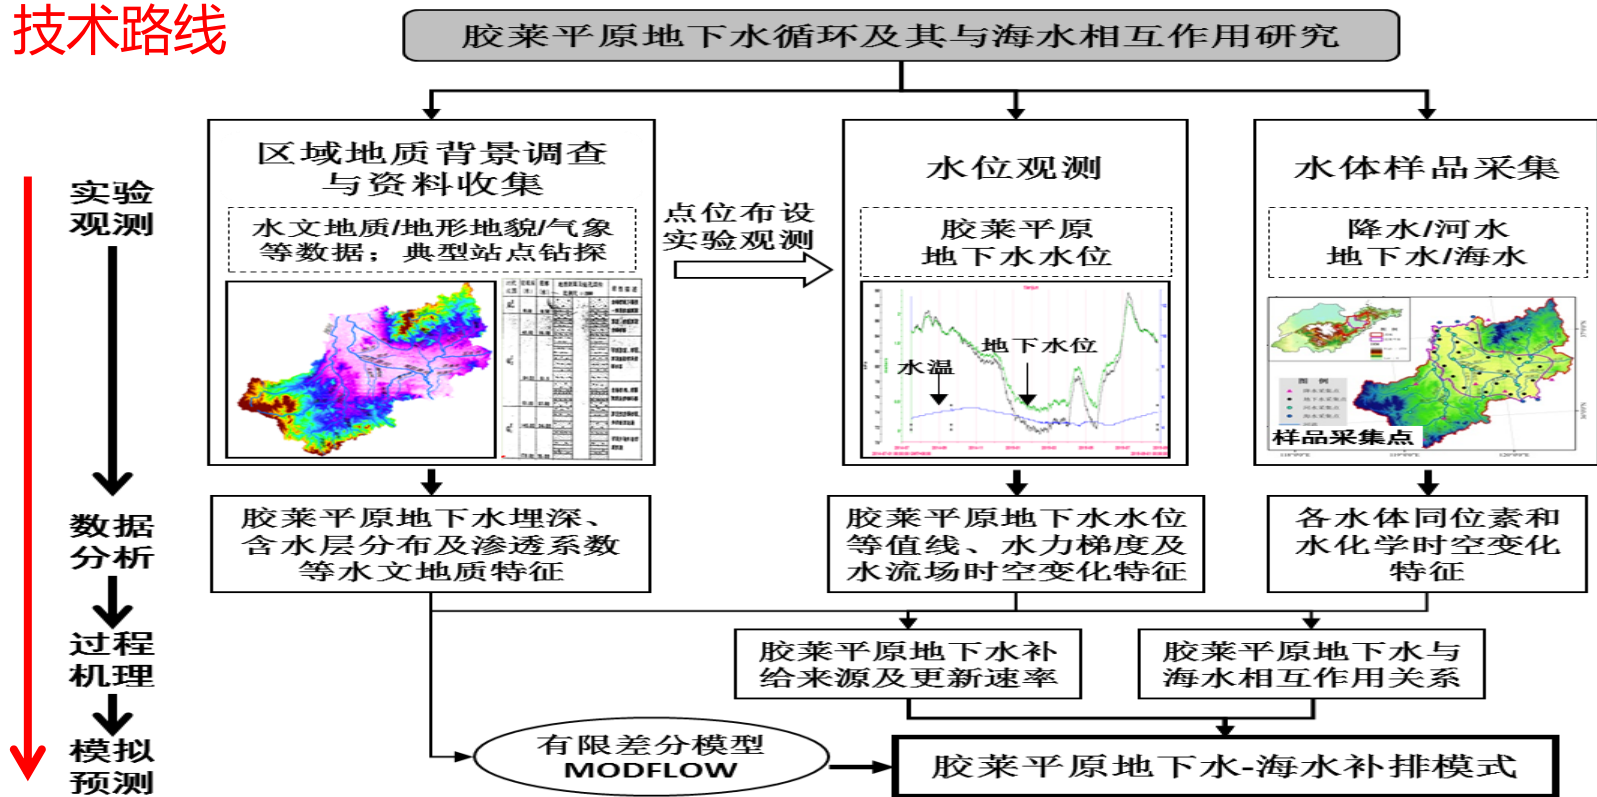 技术路线
胶莱平原地下水循环及其与海水相互作用研究
实验
观测
数据
分析
过程
机理
模拟
预测
区域地质背景调查
与资料收集
水文地质/地形地貌/气象
等数据；典型站点钻探
点位布设
实验观测
水位观测
胶莱平原
地下水水位
地下水位
水温
水体样品采集
降水/河水
地下水/海水
图 例
样品采集点
胶莱平原地下水埋深、
含水层分布及渗透系数
等水文地质特征
胶莱平原地下水水位
等值线、水力梯度及
水流场时空变化特征
各水体同位素和
水化学时空变化
特征
胶莱平原地下水补
给来源及更新速率
胶莱平原地下水与
海水相互作用关系
有限差分模型
MODFLOW
胶莱平原地下水-海水补排模式